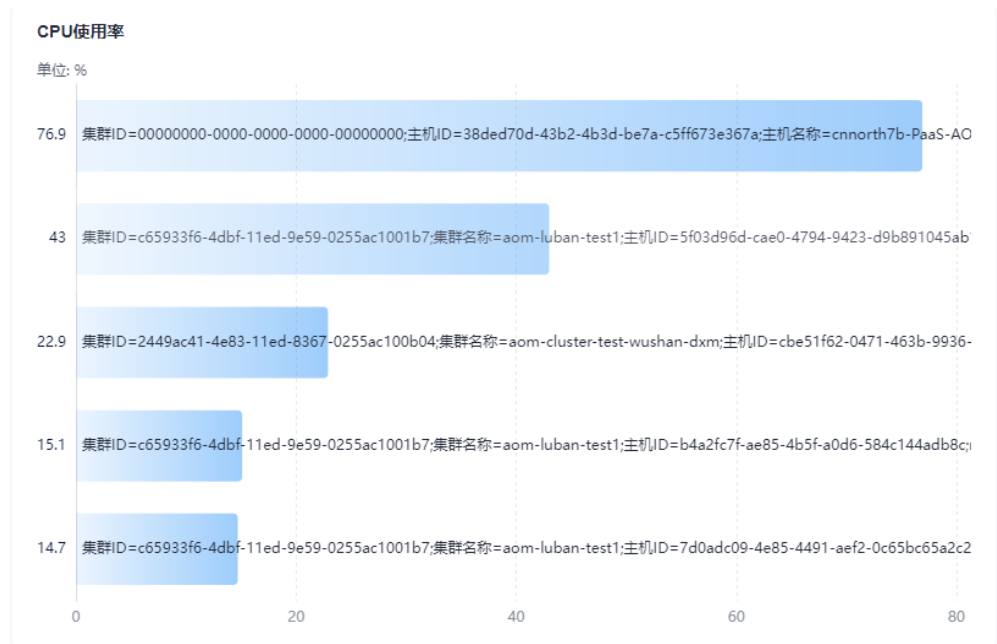 CPU使用率
单位: %
76.9 集群ID=00000000-0000-0000-0000-00000000;主机ID=38ded70d-43b2-4b3d-be7a-c5ff673e367a;主机名称=cnnorth7b-PaaS-AO
43 集群ID=c65933f6-4dbf-11ed-9e59-0255ac1001b7;集群名称=aom-luban-test1;主机ID=5f03d96d-cae0-4794-9423-d9b891045ab
22.9 集群ID=2449ac41-4e83-11ed-8367-0255ac100b04;集群名称=aom-cluster-test-wushan-dxm;主机ID=cbe51f62-0471-463b-9936-
15.1 集群ID=c65933f6-4dbf-11ed-9e59-0255ac1001b7;集群名称=aom-luban-test1;主机ID=b4a2fc7f-ae85-4b5f-a0d6-584c144adb8c;
14.7 集群ID=c65933f6-4dbf-11ed-9e59-0255ac1001b7;集群名称=aom-luban-test1;主机ID=7d0adc09-4e85-4491-aef2-0c65bc65a2c2
0 20 40 60 80